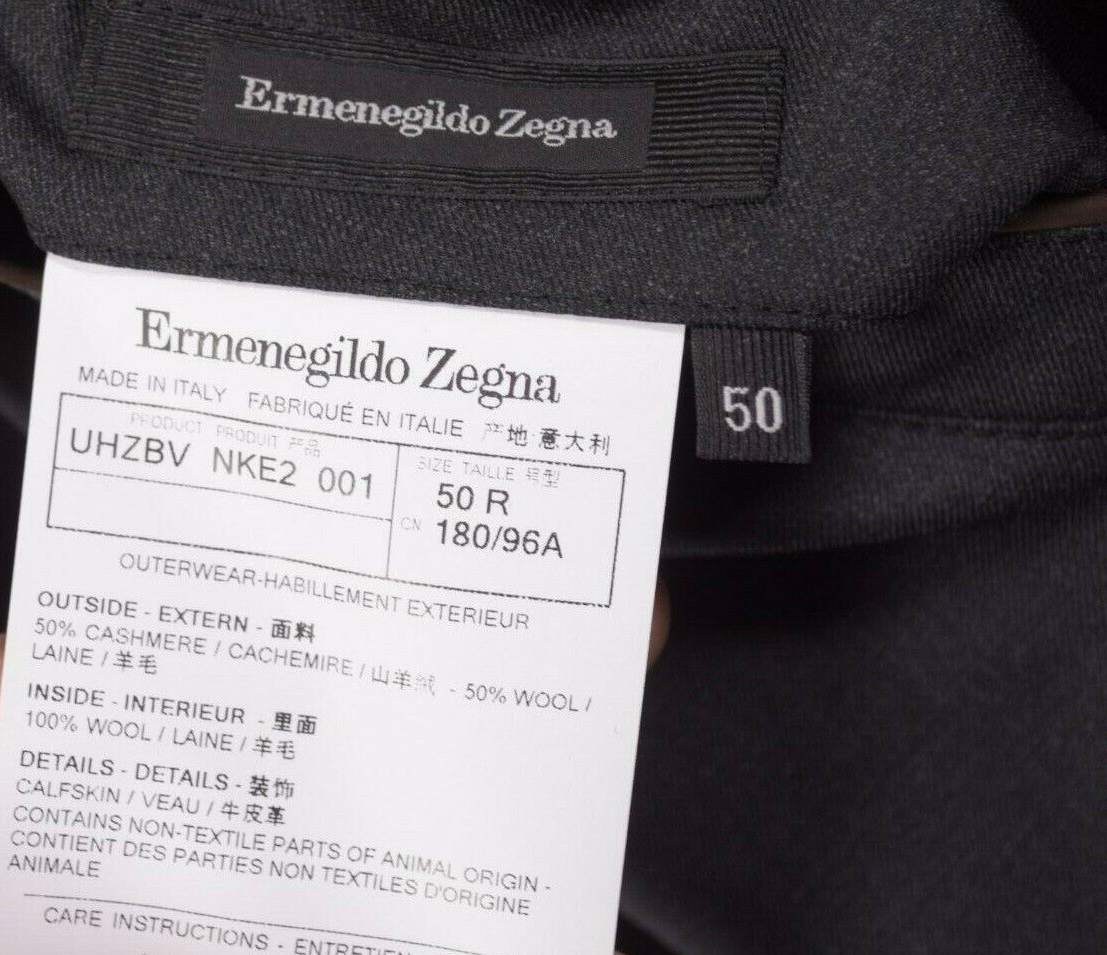 Ermenegildo Zegna
50
Ermenegildo Zegna
MADE IN ITALY FABRIQUÉ EN ITALIE 产地 意大利
PRODUCT PRODUIT 产品
UHZBV NKE2 001
SIZE TAILLE 号型
50 R
CN 180/96A
OUTERWEAR-HABILLEMENT EXTERIEUR
OUTSIDE - EXTERN - 面料
50% CASHMERE / CACHEMIRE / 山羊绒 - 50% WOOL /
LAINE / 羊毛
INSIDE - INTERIEUR - 里面
100% WOOL / LAINE / 羊毛
DETAILS - DETAILS - 装饰
CALFSKIN / VEAU / 牛皮革
CONTAINS NON-TEXTILE PARTS OF ANIMAL ORIGIN -
CONTIENT DES PARTIES NON TEXTILES D'ORIGINE
ANIMALE
CARE INSTRUCTIONS - ENTRETIEN